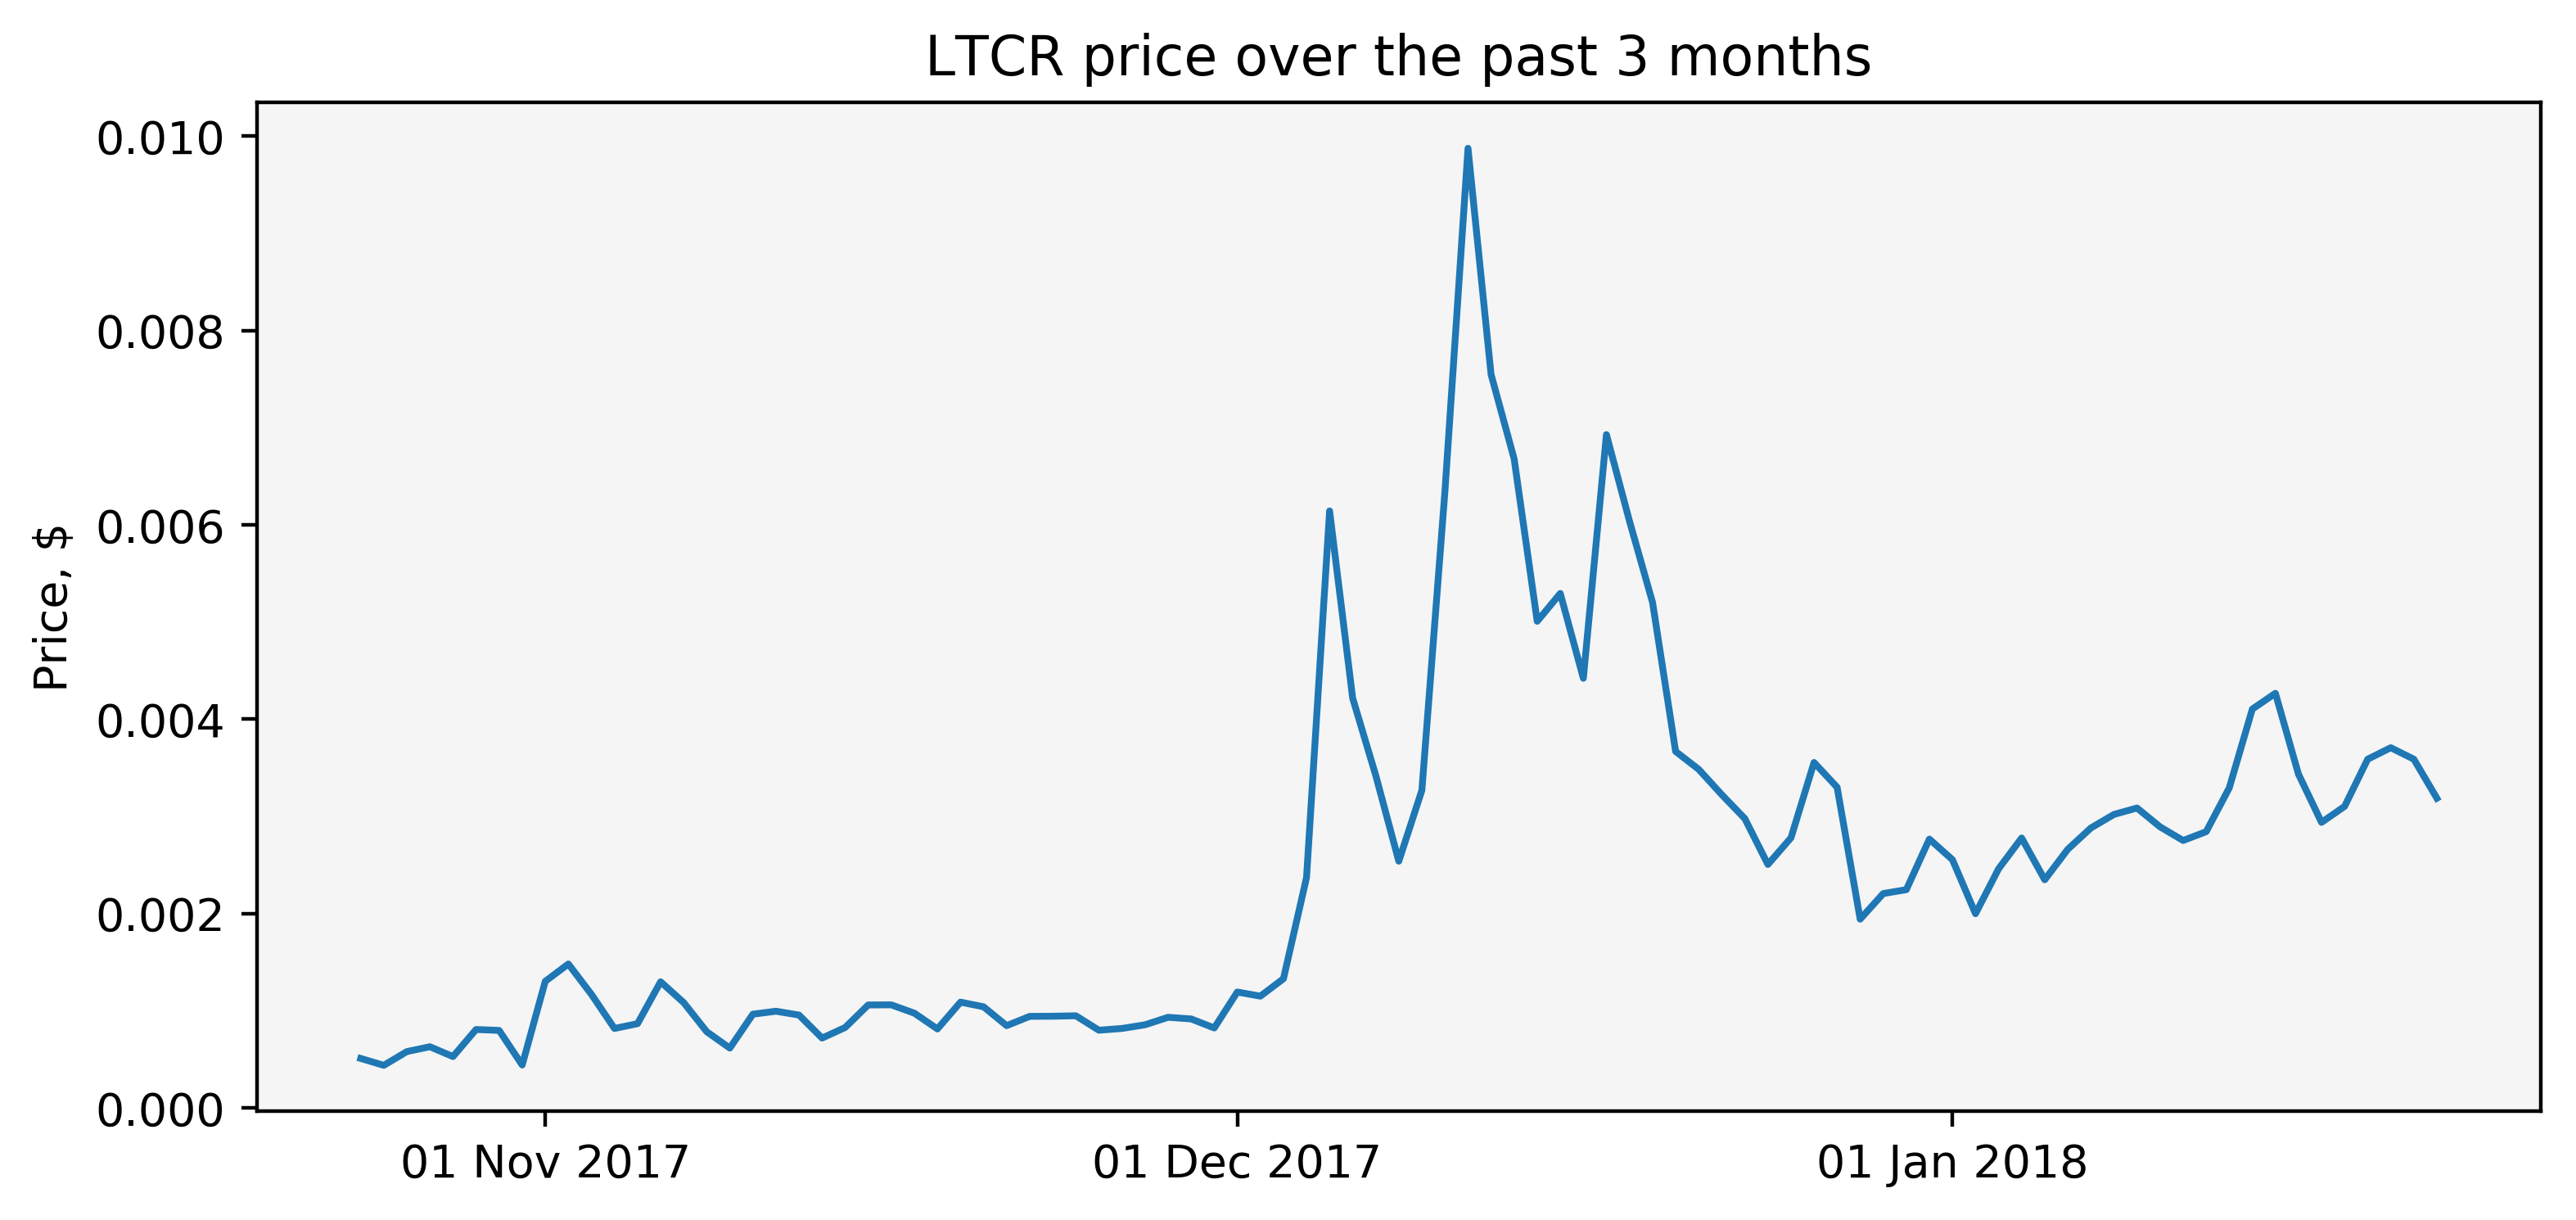 LTCR price over the past 3 months
Price, $
0.010
0.008
0.006
0.004
0.002
0.000
01 Nov 2017
01 Dec 2017
01 Jan 2018